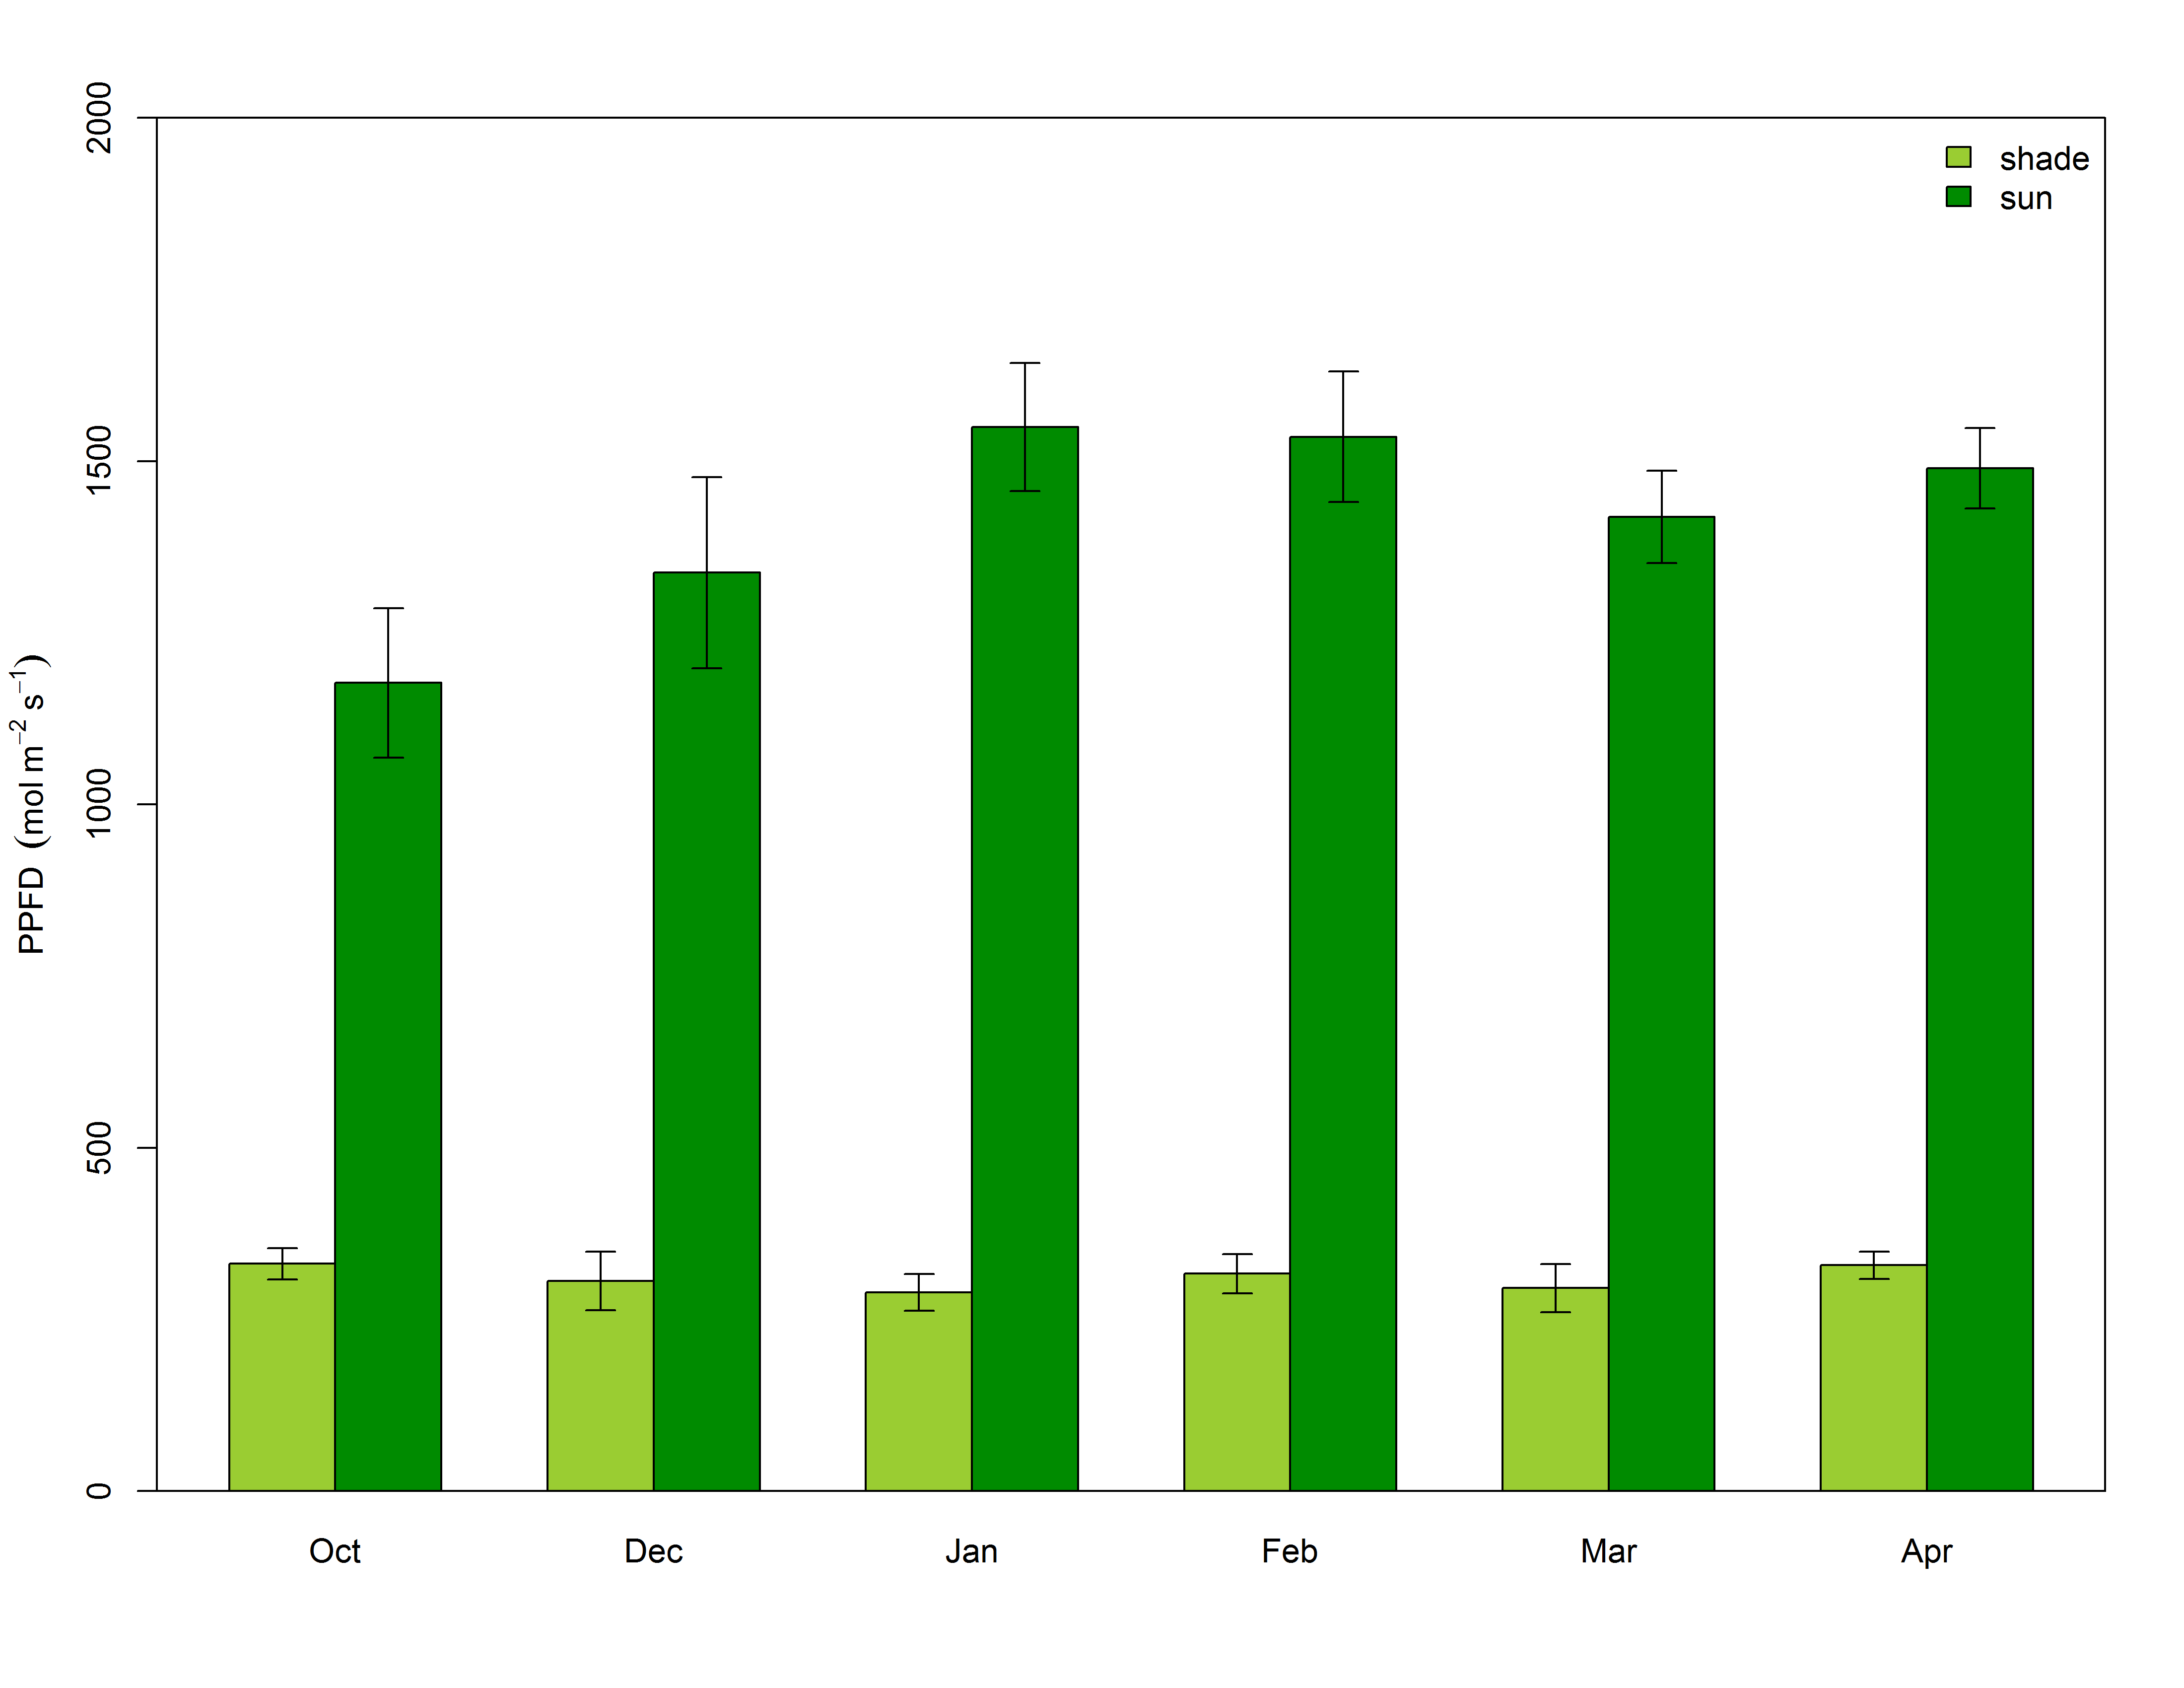 PPFD (mol m−2 s−1)
2000
1500
1000
500
0
shade
sun
Oct Dec Jan Feb Mar Apr